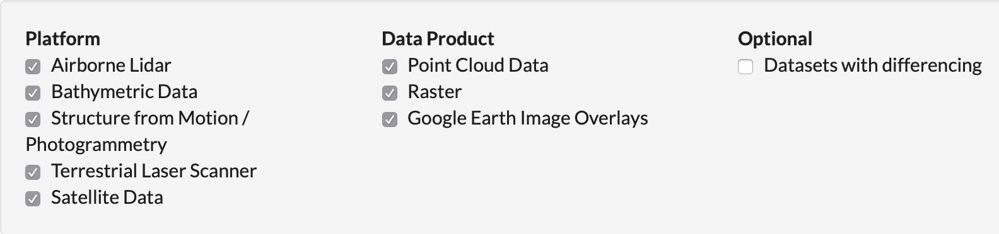 Platform
Airborne Lidar
Bathymetric Data
Structure from Motion /
Photogrammetry
Terrestrial Laser Scanner
Satellite Data
Data Product
Point Cloud Data
Raster
Google Earth Image Overlays
Optional
Datasets with differencing